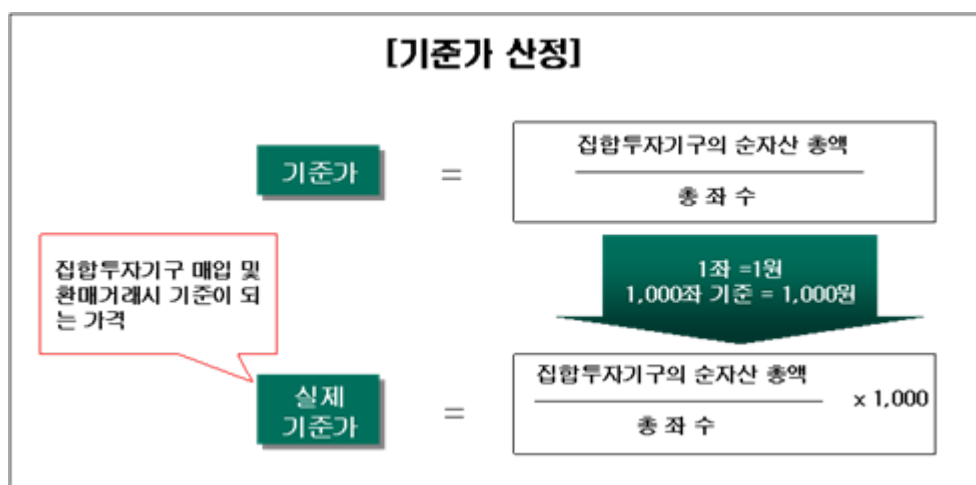 [기준가 산정]
기준가
=
집합투자기구의 순자산 총액
총 좌 수
집합투자기구 매입 및
환매거래시 기준이 되
는 가격
1좌 =1원
1,000좌 기준 = 1,000원
실제
기준가
=
집합투자기구의 순자산 총액
총 좌 수
x 1,000